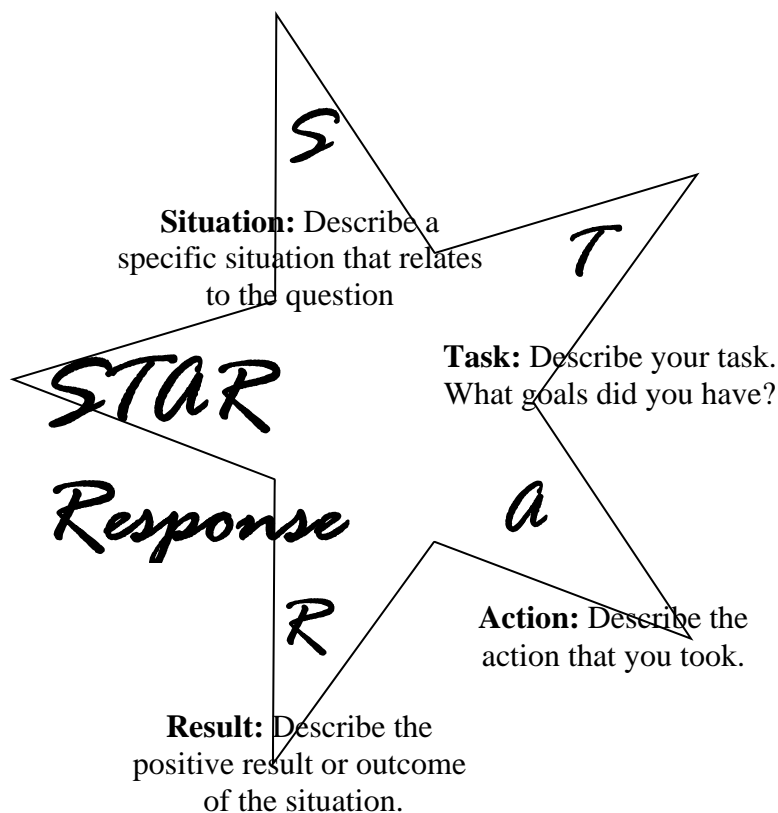 S
Situation: Describe a
specific situation that relates
to the question
T
STAR
Response
Task: Describe your task.
What goals did you have?
A
Action: Describe the
action that you took.
R
Result: Describe the
positive result or outcome
of the situation.